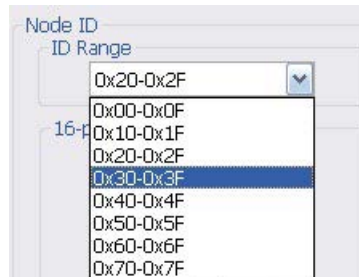 Node ID
ID Range
0x20-0x2F
0x00-0x0F
16-p
0x10-0x1F
0x20-0x2F
0x30-0x3F
0x40-0x4F
0x50-0x5F
0x60-0x6F
0x70-0x7F